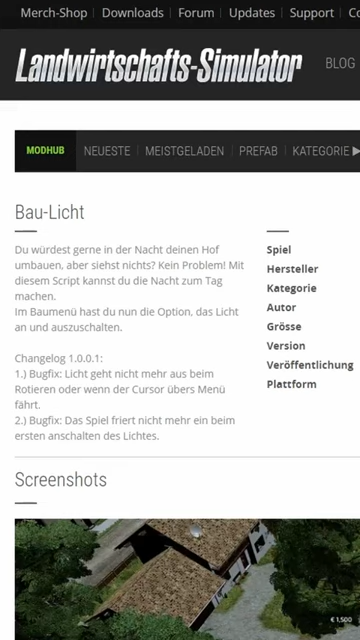 Merch-Shop | Downloads | Forum | Updates | Support | Co
Landwirtschafts-Simulator
BLOG
MODHUB NEUESTE | MEISTGELADEN | PREFAB | KATEGORIE ▶
Bau-Licht
Du würdest gerne in der Nacht deinen Hof
umbauen, aber siehst nichts? Kein Problem! Mit
diesem Script kannst du die Nacht zum Tag
machen.
Im Baumenü hast du nun die Option, das Licht
an und auszuschalten.
Changelog 1.0.0.1:
1.) Bugfix: Licht geht nicht mehr aus beim
Rotieren oder wenn der Cursor übers Menü
fährt.
2.) Bugfix: Das Spiel friert nicht mehr ein beim
ersten anschalten des Lichtes.
Spiel
Hersteller
Kategorie
Autor
Grösse
Version
Veröffentlichung
Plattform
Screenshots
€ 1,500